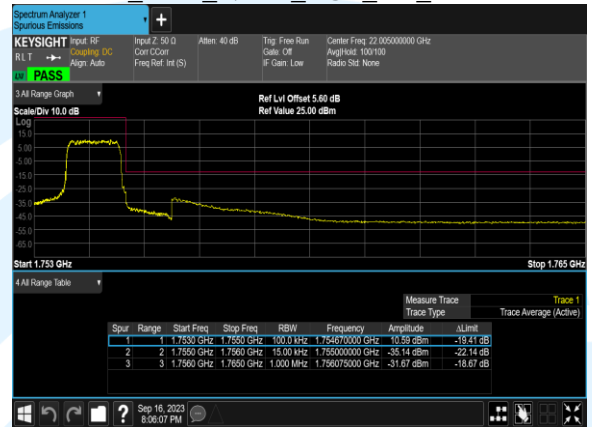 Spectrum Analyzer 1
Spurious Emissions
KEYSIGHT Input: RF Input Z: 50 Ω Atten: 40 dB Trig: Free Run Center Freq: 22.005000000 GHz
RLT Coupling: DC Corr CCorr Gate: Off Avg|Hold: 100/100
Align: Auto Freq Ref: Int (S) IF Gain: Low Radio Std: None
LV PASS
3 All Range Graph
Ref Lvl Offset 5.60 dB
Scale/Div 10.0 dB Ref Value 25.00 dBm
Log
15.0
5.00
-5.00
-15.0
-25.0
-35.0
-45.0
-55.0
-65.0
Start 1.753 GHz Stop 1.765 GHz
4 All Range Table
Measure Trace Trace 1
Trace Type Trace Average (Active)
Spur Range Start Freq Stop Freq RBW Frequency Amplitude ΔLimit
1 1 1.7530 GHz 1.7550 GHz 100.0 kHz 1.754670000 GHz 10.59 dBm -19.41 dB
2 2 1.7550 GHz 1.7560 GHz 15.00 kHz 1.755000000 GHz -35.14 dBm -22.14 dB
3 3 1.7560 GHz 1.7650 GHz 1.000 MHz 1.756075000 GHz -31.67 dBm -18.67 dB
Sep 16, 2023
8:06:07 PM